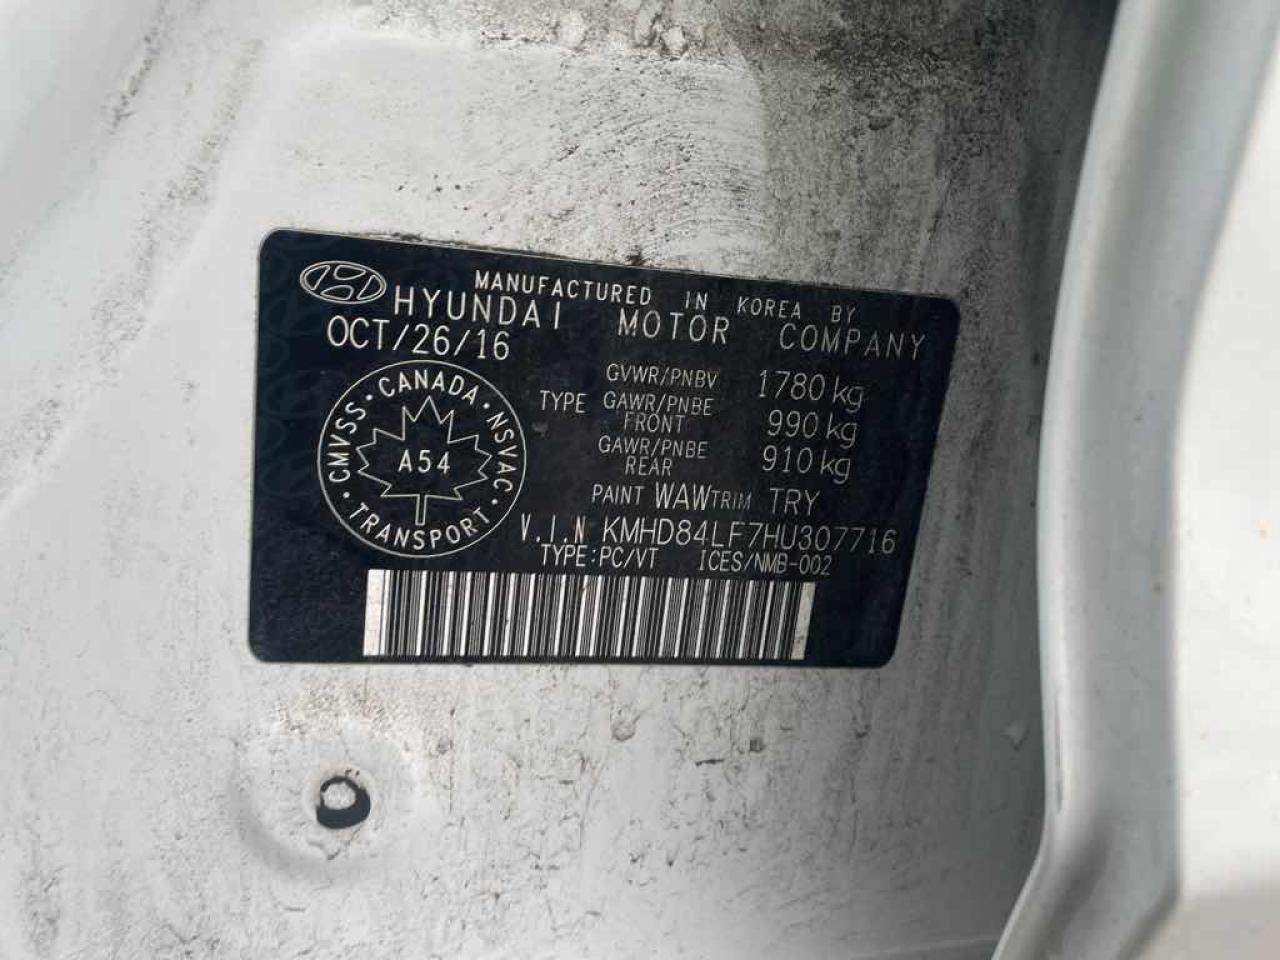 MANUFACTURED IN KOREA BY
HYUNDAI MOTOR COMPANY
OCT/26/16
GVWR/PNBV 1780 kg
TYPE GAWR/PNBE FRONT 990 kg
GAWR/PNBE REAR 910 kg
PAINT WAW TRIM TRY
V.I.N KMHD84LF7HU307716
TYPE:PC/VT ICES/NMB-002
CMVSS · CANADA · NSVAC · TRANSPORT ·
A54